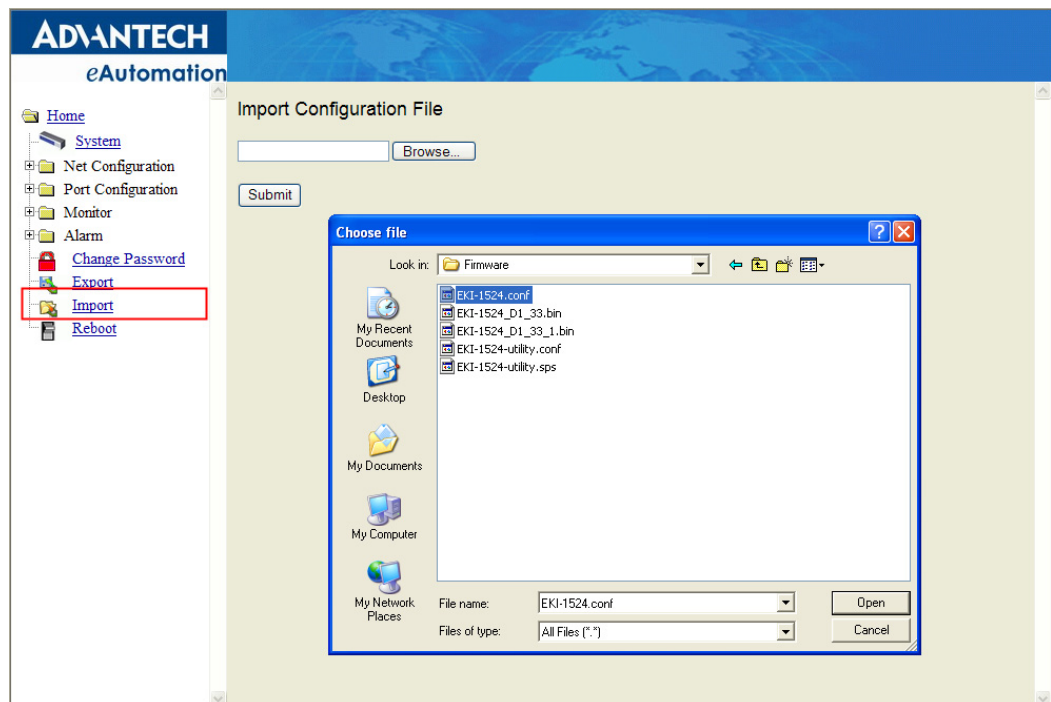 ADVANTECH
eAutomation
Home
System
Net Configuration
Port Configuration
Monitor
Alarm
Change Password
Export
Import
Reboot
Import Configuration File
Browse...
Submit
Choose file
Look in: Firmware
EKI-1524.conf
EKI-1524_D1_33.bin
EKI-1524_D1_33_1.bin
EKI-1524-utility.conf
EKI-1524-utility.sps
My Recent
Documents
Desktop
My Documents
My Computer
My Network
Places
File name: EKI-1524.conf Open
Files of type: All Files (*.*) Cancel